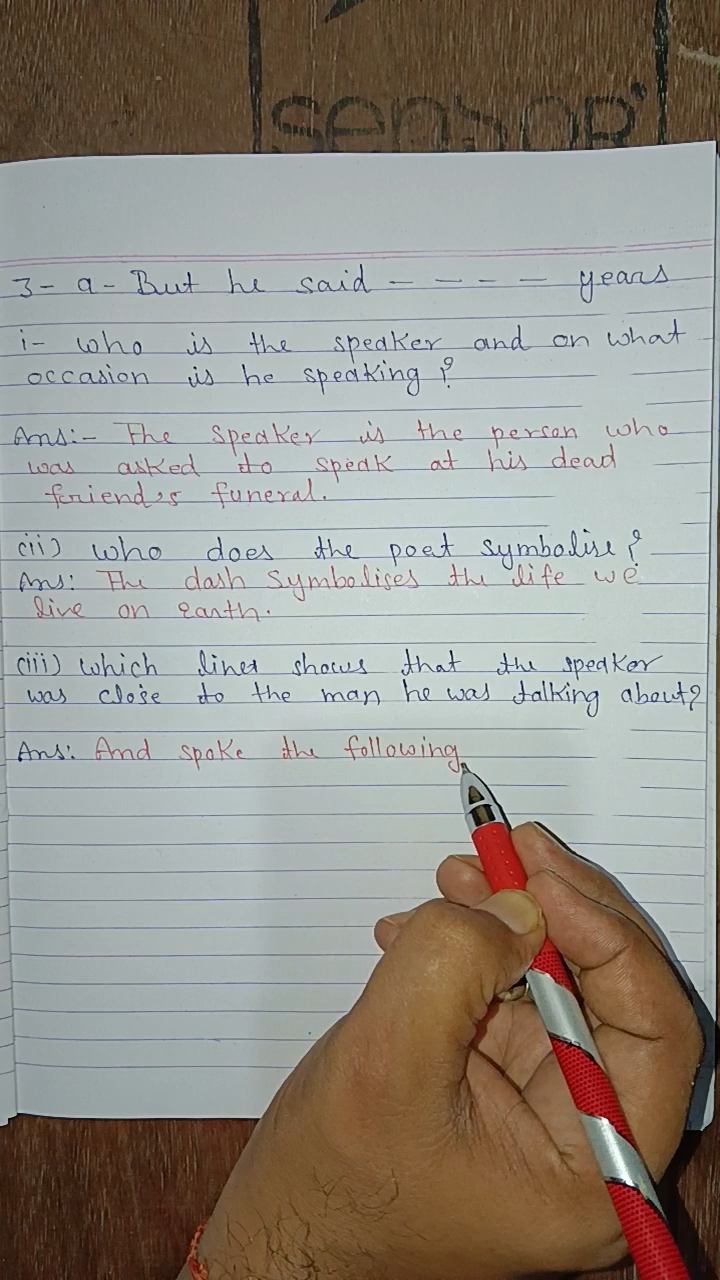 SENSOR
3- a- But he said - - - - years
i- who is the speaker and on what
occasion is he speaking?
Ans:- The speaker is the person who
was asked to speak at his dead
friend's funeral.
(ii) who does the poet symbolise?
Ans: The dash symbolises the life we
live on earth.
(iii) which lines shows that the speaker
was close to the man he was talking about?
Ans: And spoke the following